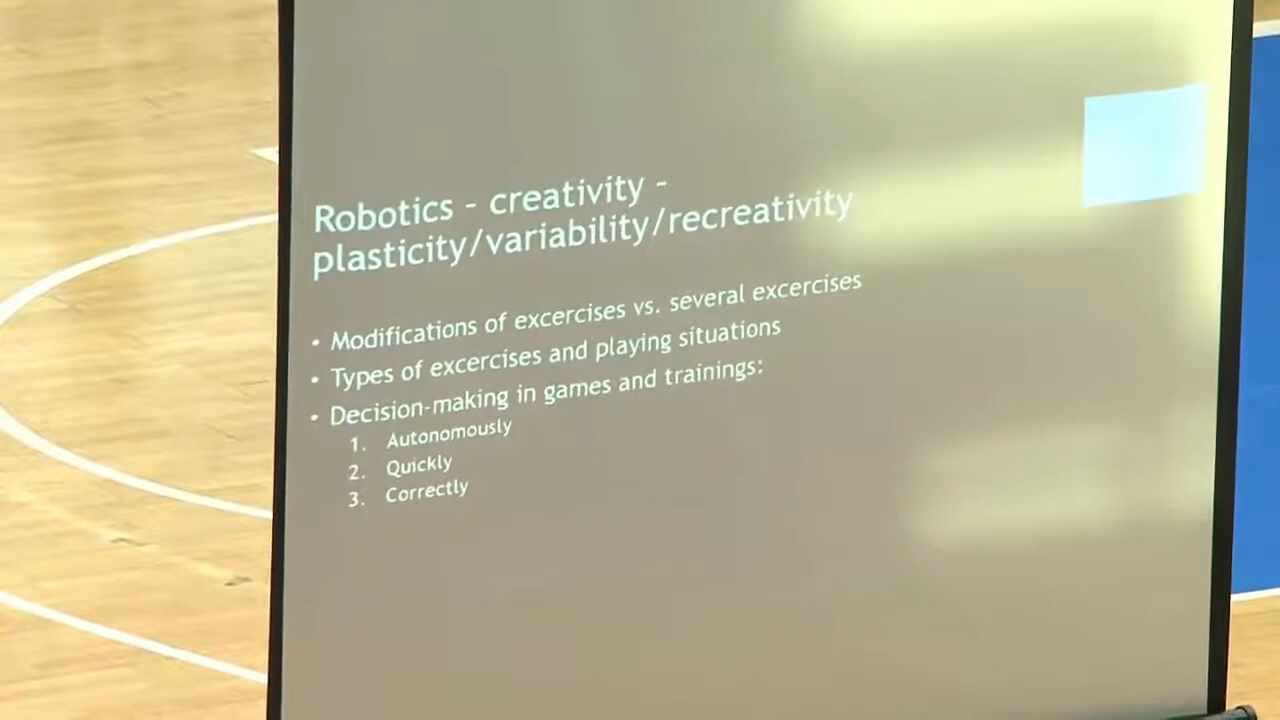 Robotics – creativity –
plasticity/variability/recreativity
• Modifications of excercises vs. several excercises
• Types of excercises and playing situations
• Decision-making in games and trainings:
1. Autonomously
2. Quickly
3. Correctly